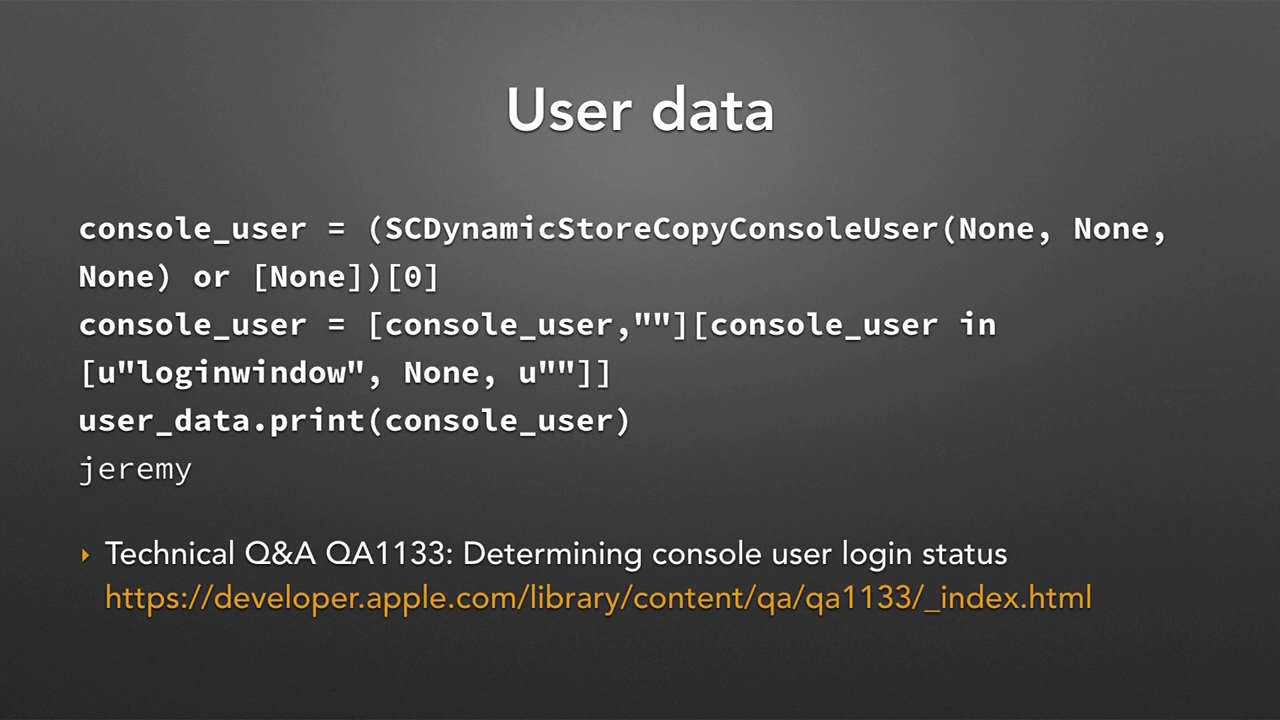 User data
console_user = (SCDynamicStoreCopyConsoleUser(None, None,
None) or [None])[0]
console_user = [console_user,""][console_user in
[u"loginwindow", None, u""]]
user_data.print(console_user)
jeremy
‣ Technical Q&A QA1133: Determining console user login status
https://developer.apple.com/library/content/qa/qa1133/_index.html